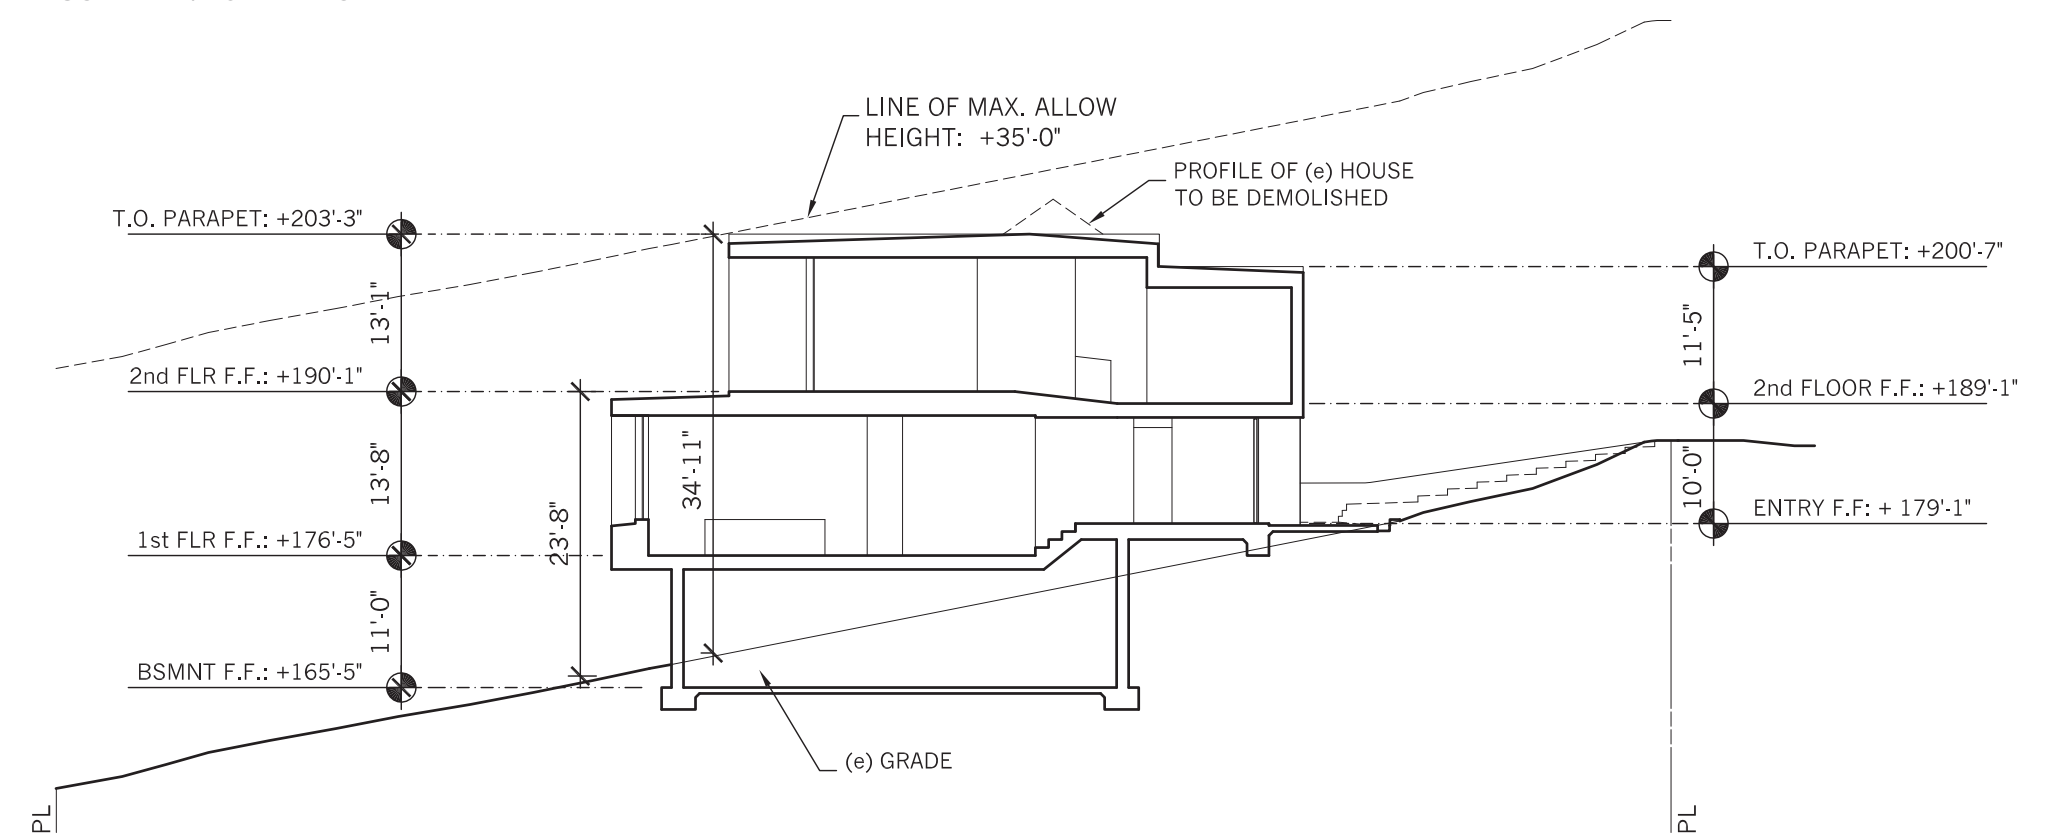 LINE OF MAX. ALLOW
HEIGHT: +35'-0"
PROFILE OF (e) HOUSE
TO BE DEMOLISHED
T.O. PARAPET: +203'-3"
13'-1"
2nd FLR F.F.: +190'-1"
13'-8"
1st FLR F.F.: +176'-5"
11'-0"
BSMNT F.F.: +165'-5"
23'-8"
34'-11"
T.O. PARAPET: +200'-7"
11'-5"
2nd FLOOR F.F.: +189'-1"
10'-0"
ENTRY F.F: + 179'-1"
(e) GRADE
PL
PL